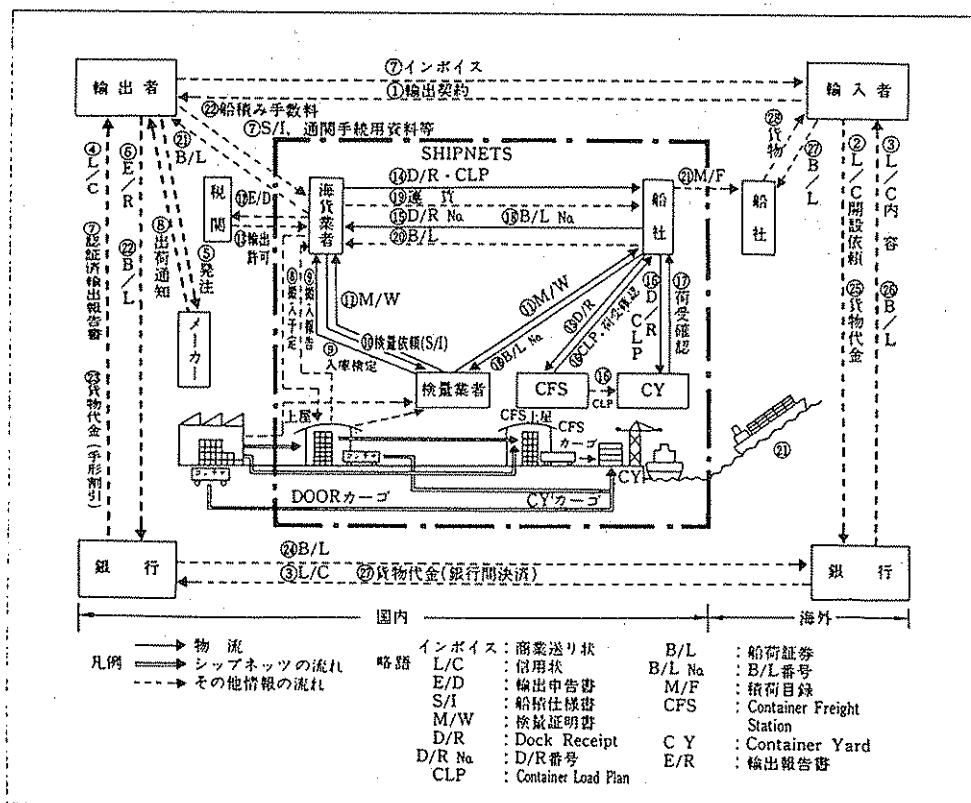 ⑦インボイス
①輸出契約
輸出者
輸入者
㉒船積み手数料
⑦S/I、通関手続用資料等
㉑B/L
SHIPNETS
④L/C
⑥E/R
⑦認証済輸出報告書
㉒B/L
⑧出荷通知
⑤発注
メーカー
㉓貨物代金(手形割引)
税関
E/D
輸出許可
海貨業者
⑭D/R・CLP
⑲運賃
⑮D/R No.
⑱B/L No.
⑳B/L
船社
㉑M/F
船社
㉘貨物
㉗B/L
②L/C開設依頼
③L/C内容
㉕貨物代金
㉖B/L
⑧搬入予定
⑨搬入報告
⑪M/W
⑩検量依頼(S/I)
⑨入庫検定
⑪M/W
⑱B/L No.
D/R
CLP・荷受確認
⑯D/R
CLP
⑰荷受確認
検量業者
CFS
⑯
CLP
CY
上屋
CFS上屋
CFS
カーゴ
CY
㉑
DOORカーゴ
CYカーゴ
銀行
㉔B/L
③L/C ㉗貨物代金(銀行間決済)
銀行
国内
海外
凡例
物流
シップネッツの流れ
その他情報の流れ
略語
インボイス:商業送り状
L/C:信用状
E/D:輸出申告書
S/I:船積仕様書
M/W:検量証明書
D/R:Dock Receipt
D/R No.:D/R番号
CLP:Container Load Plan
B/L:船荷証券
B/L No.:B/L番号
M/F:積荷目録
CFS:Container Freight
Station
CY:Container Yard
E/R:輸出報告書